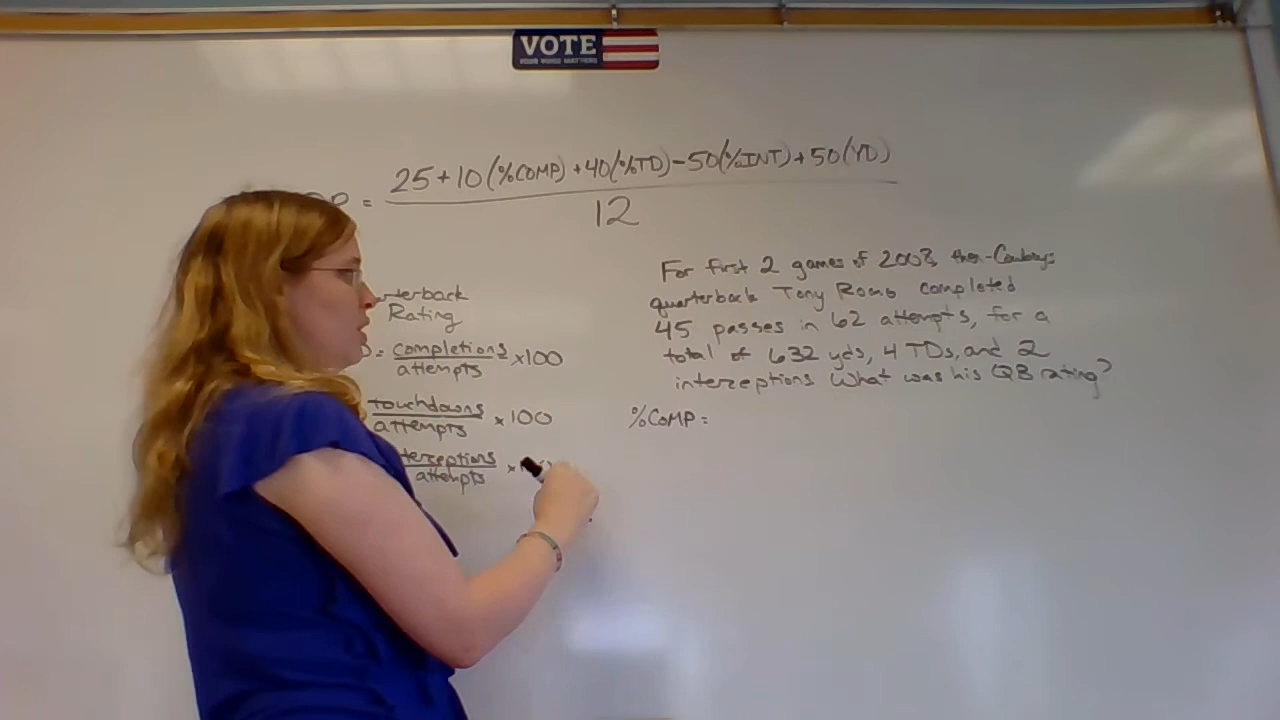 VOTE
YOUR VOICE MATTERS
25+10(%COMP)+40(%TD)-50(%INT)+50(YD)
=
12
For first 2 games of 2008, then-Cowboys
quarterback Tony Romo completed
45 passes in 62 attempts, for a
total of 632 yds, 4 TDs, and 2
interceptions What was his QB rating?
rterback
Rating
= completions ×100
attempts
touchdowns × 100
attempts
terceptions ×
attempts
%COMP =